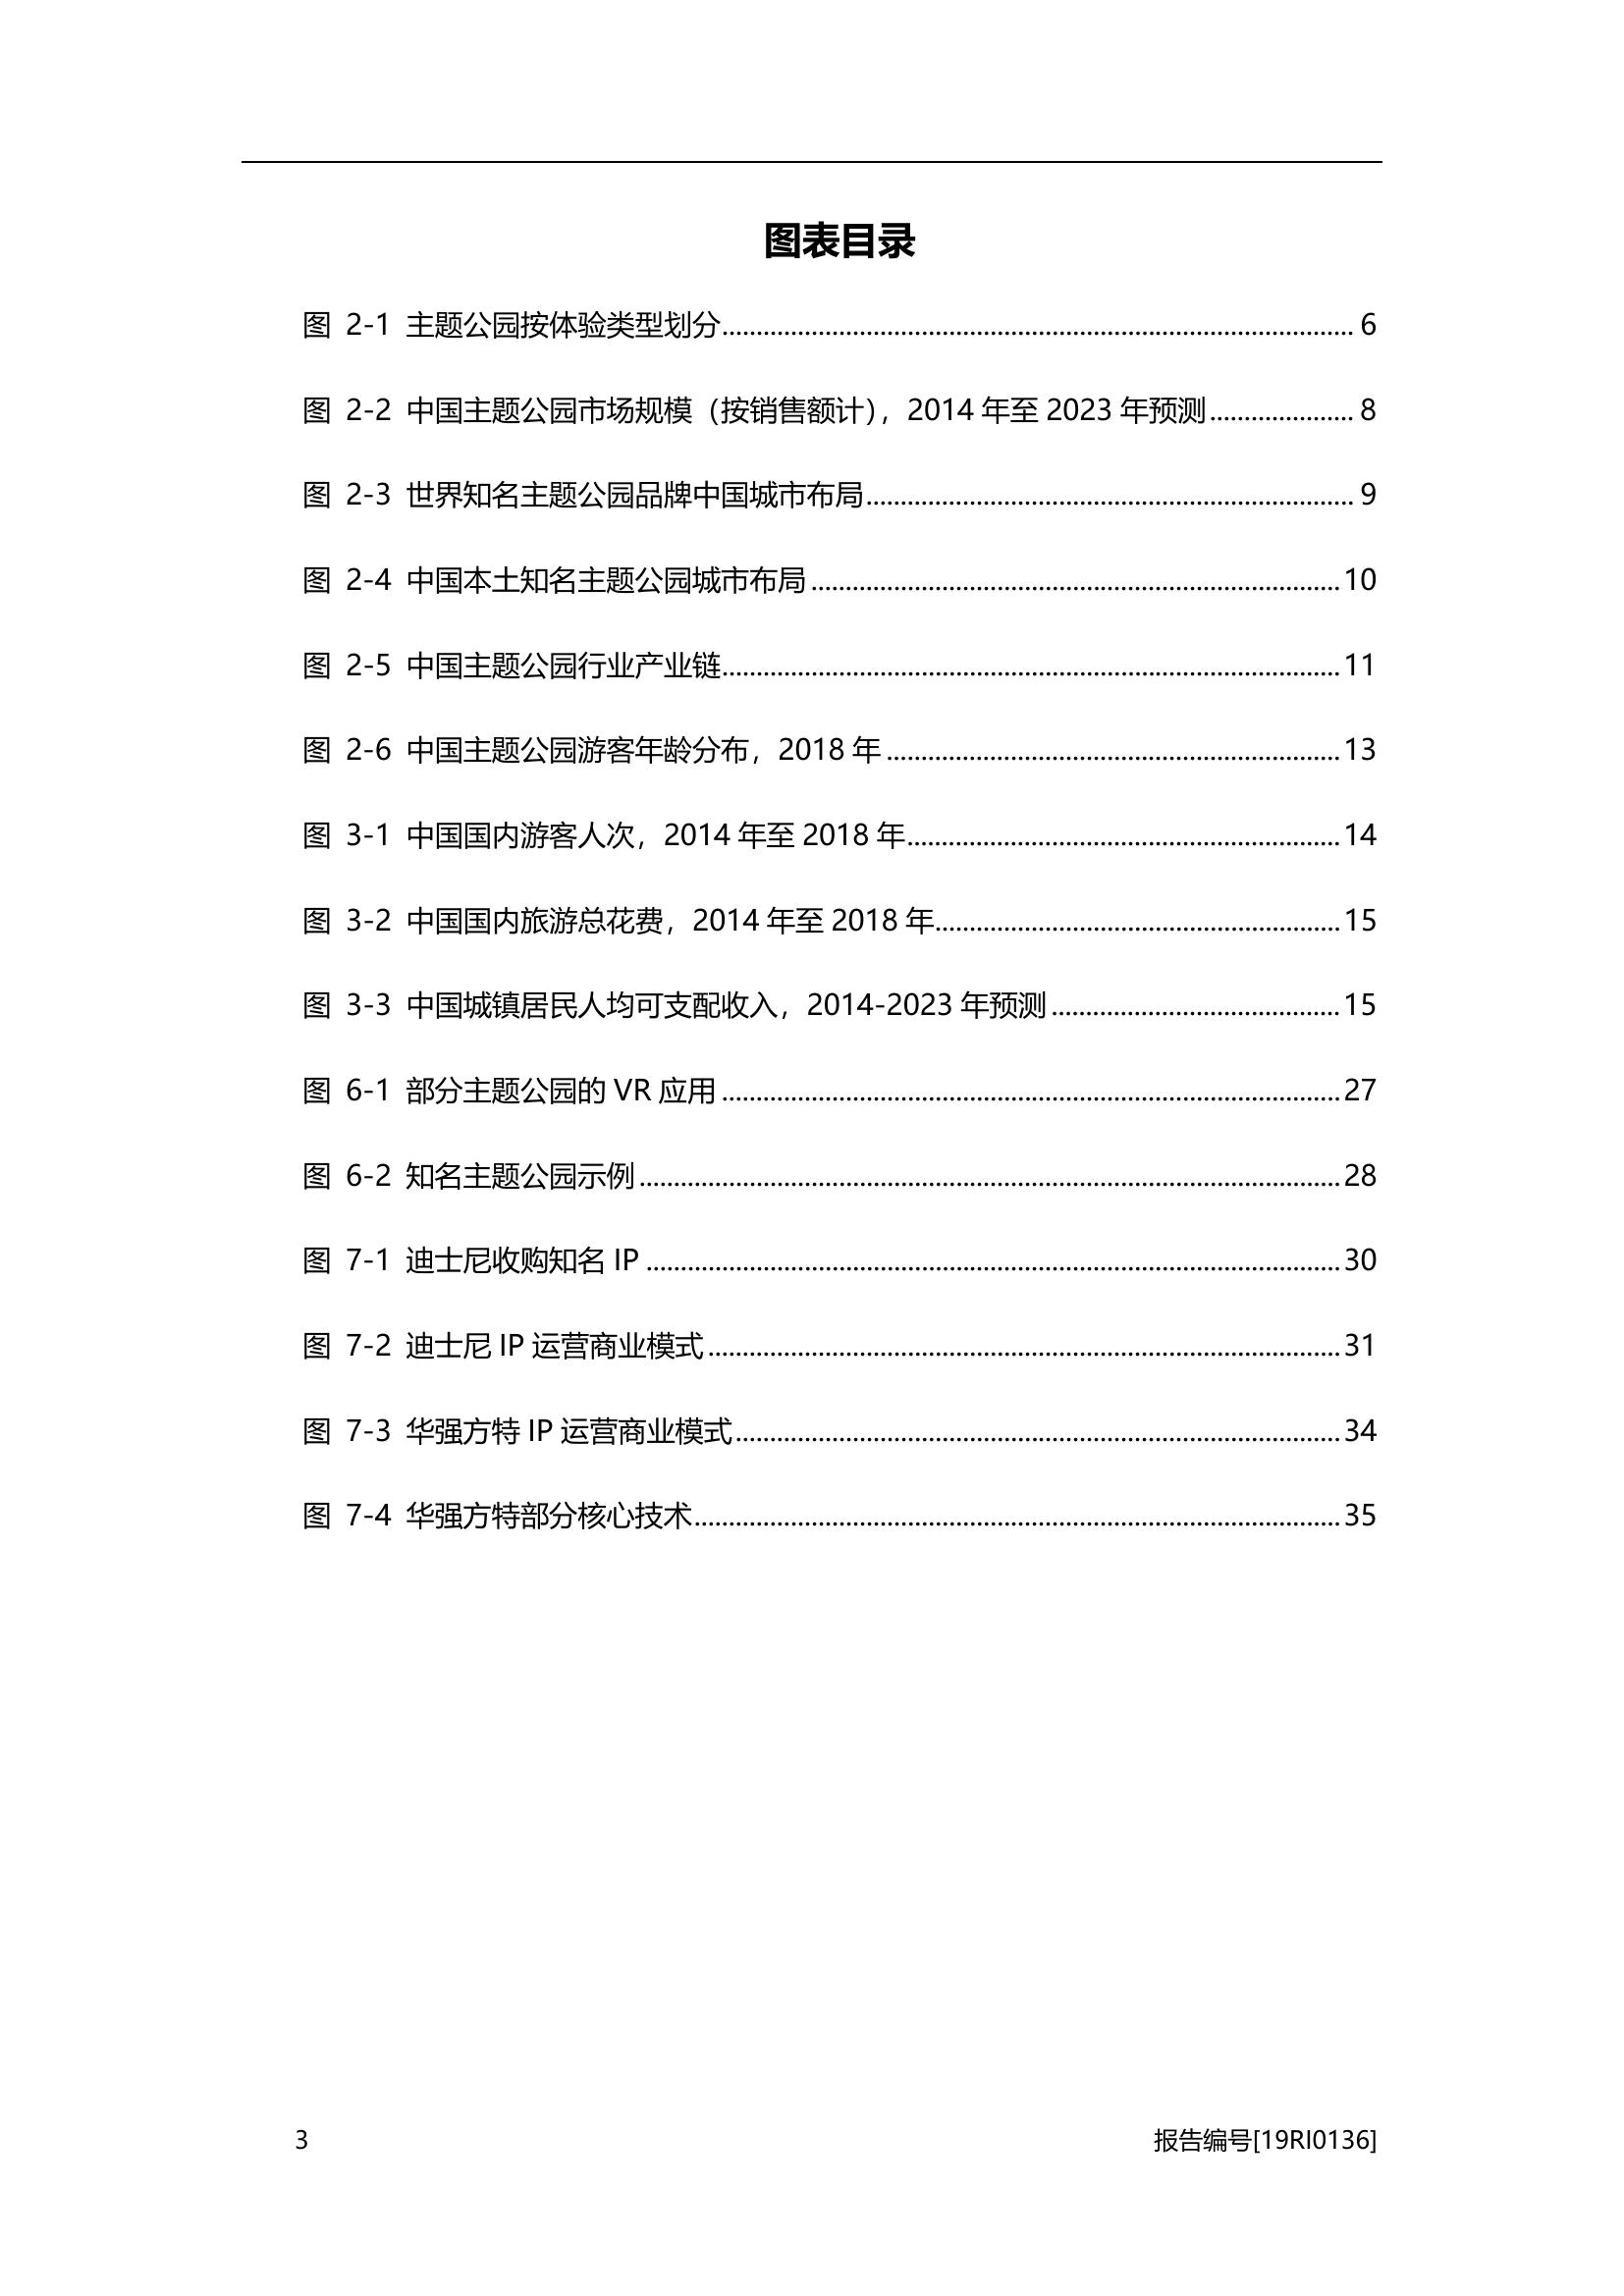 图表目录
图 2-1 主题公园按体验类型划分........................................ 6
图 2-2 中国主题公园市场规模（按销售额计），2014 年至 2023 年预测.................... 8
图 2-3 世界知名主题公园品牌中国城市布局........................................ 9
图 2-4 中国本土知名主题公园城市布局........................................10
图 2-5 中国主题公园行业产业链........................................11
图 2-6 中国主题公园游客年龄分布，2018 年........................................13
图 3-1 中国国内游客人次，2014 年至 2018 年........................................14
图 3-2 中国国内旅游总花费，2014 年至 2018 年........................................15
图 3-3 中国城镇居民人均可支配收入，2014-2023 年预测........................................15
图 6-1 部分主题公园的 VR 应用........................................27
图 6-2 知名主题公园示例........................................28
图 7-1 迪士尼收购知名 IP........................................30
图 7-2 迪士尼 IP 运营商业模式........................................31
图 7-3 华强方特 IP 运营商业模式........................................34
图 7-4 华强方特部分核心技术........................................35
3 报告编号[19RI0136]